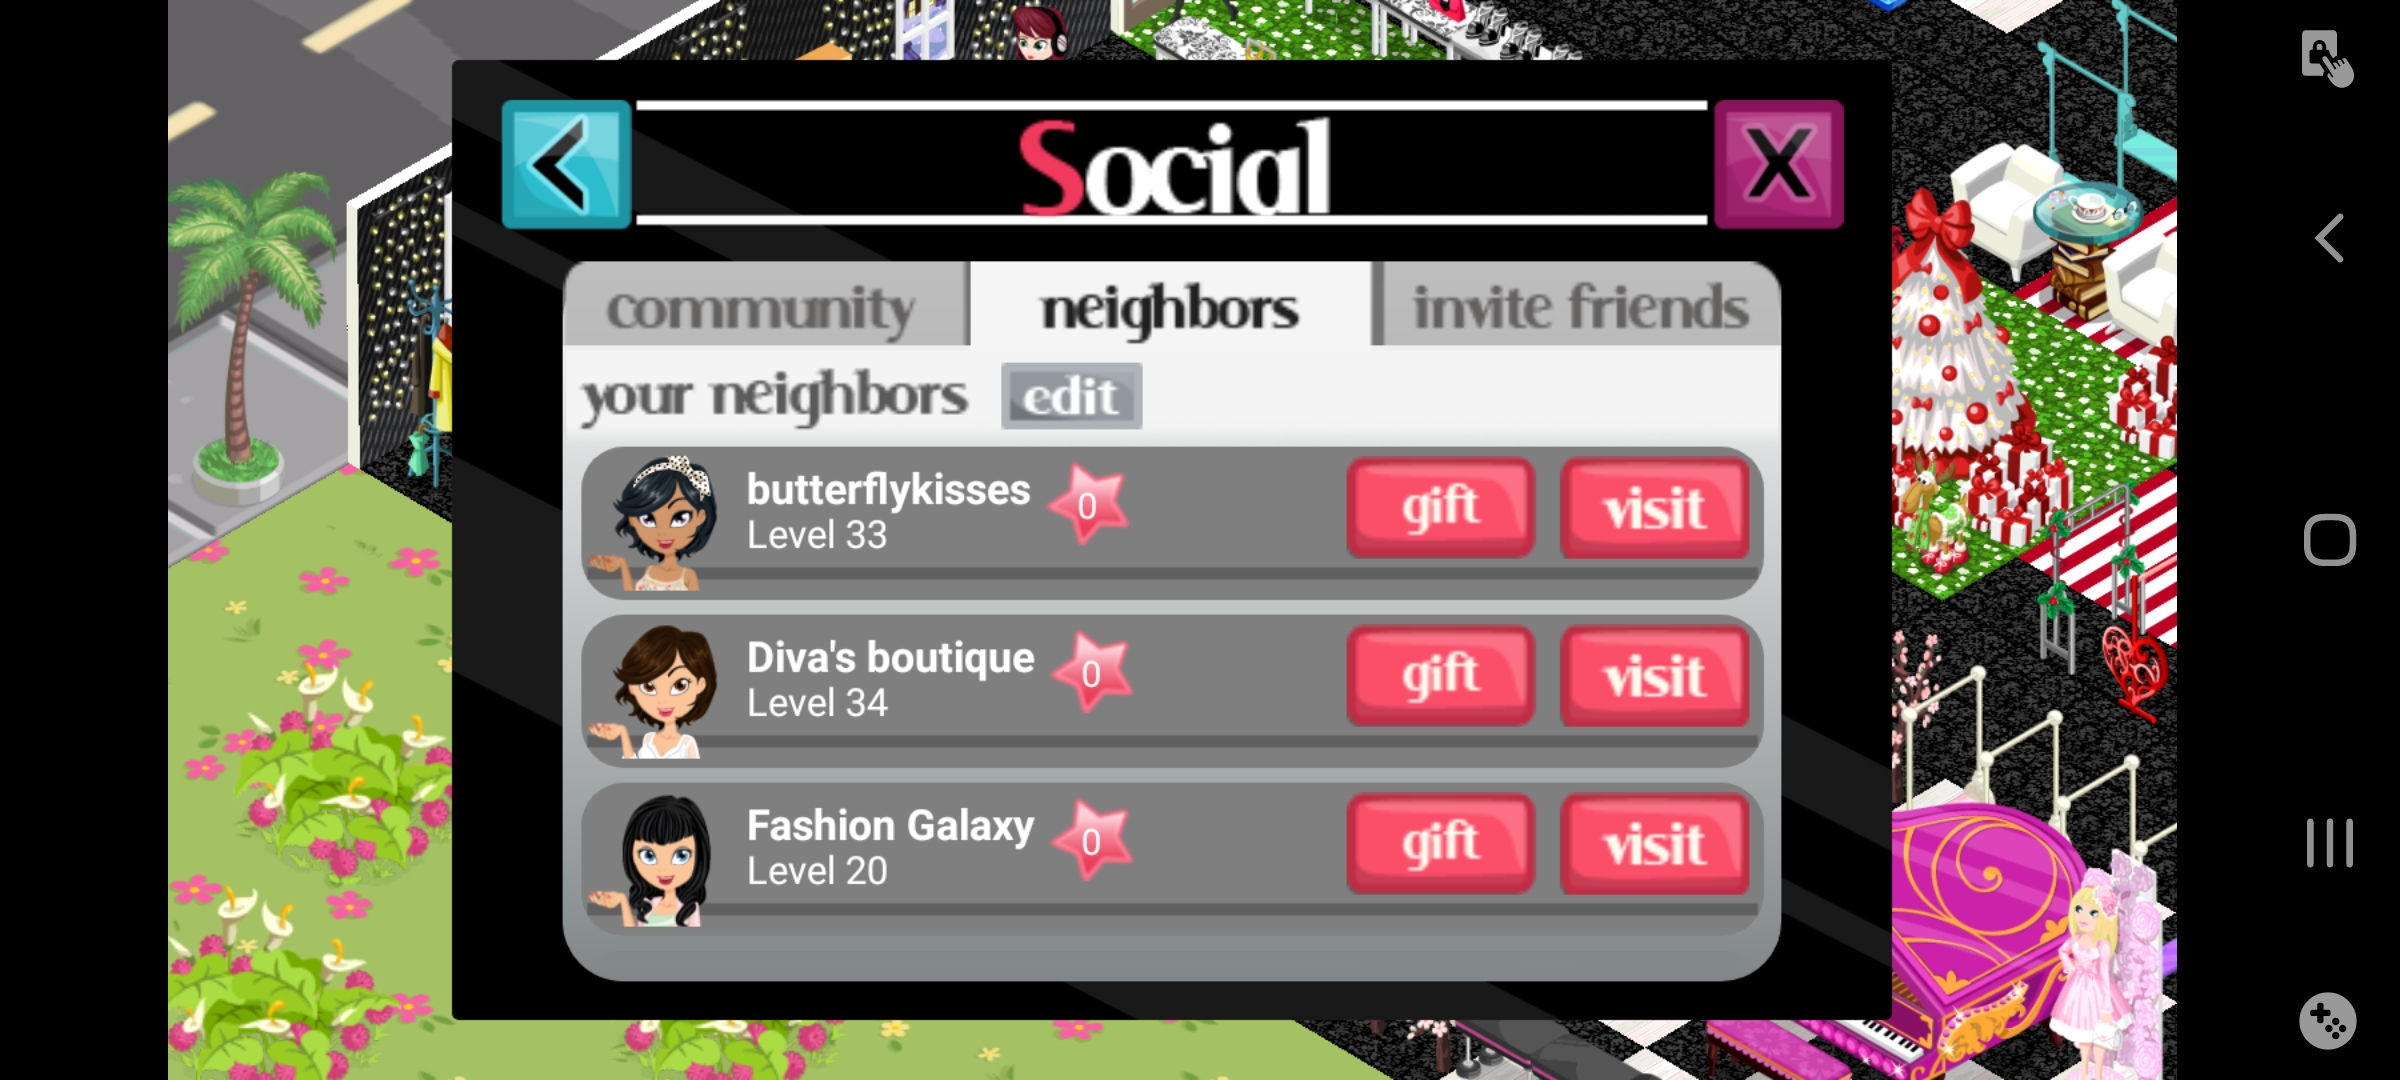 Social
X
community neighbors invite friends
your neighbors edit
butterflykisses 0 gift visit
Level 33
Diva's boutique 0 gift visit
Level 34
Fashion Galaxy 0 gift visit
Level 20